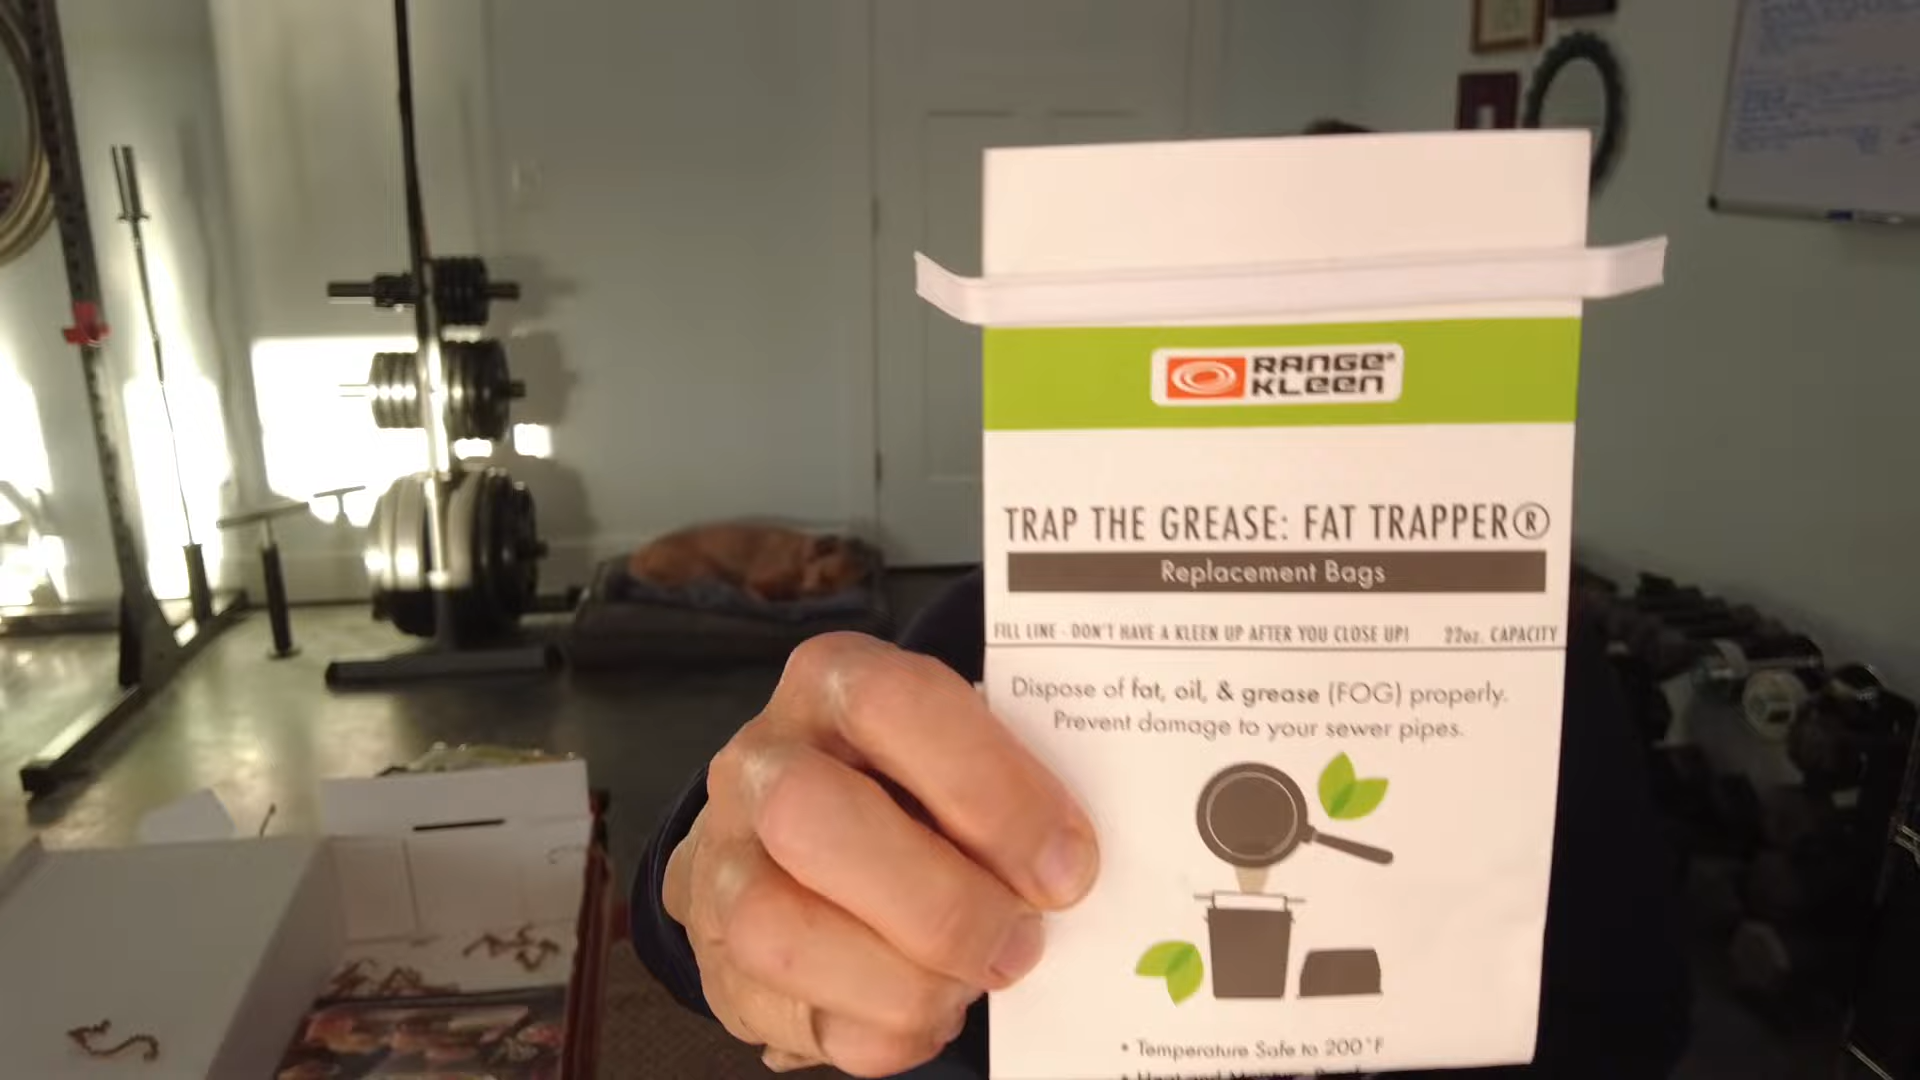 RANGE®
KLEEN
TRAP THE GREASE: FAT TRAPPER®
Replacement Bags
FILL LINE - DON'T HAVE A KLEEN UP AFTER YOU CLOSE UP! 22oz. CAPACITY
Dispose of fat, oil, & grease (FOG) properly.
Prevent damage to your sewer pipes.
• Temperature Safe to 200°F